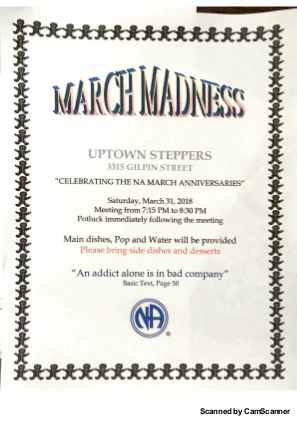 MARCH MADNESS
UPTOWN STEPPERS
3315 GILPIN STREET
"CELEBRATING THE NA MARCH ANNIVERSARIES"
Saturday, March 31, 2018
Meeting from 7:15 PM to 8:30 PM
Potluck immediately following the meeting
Main dishes, Pop and Water will be provided
Please bring side dishes and desserts
"An addict alone is in bad company"
Basic Text, Page 50
NA
®
Scanned by CamScanner